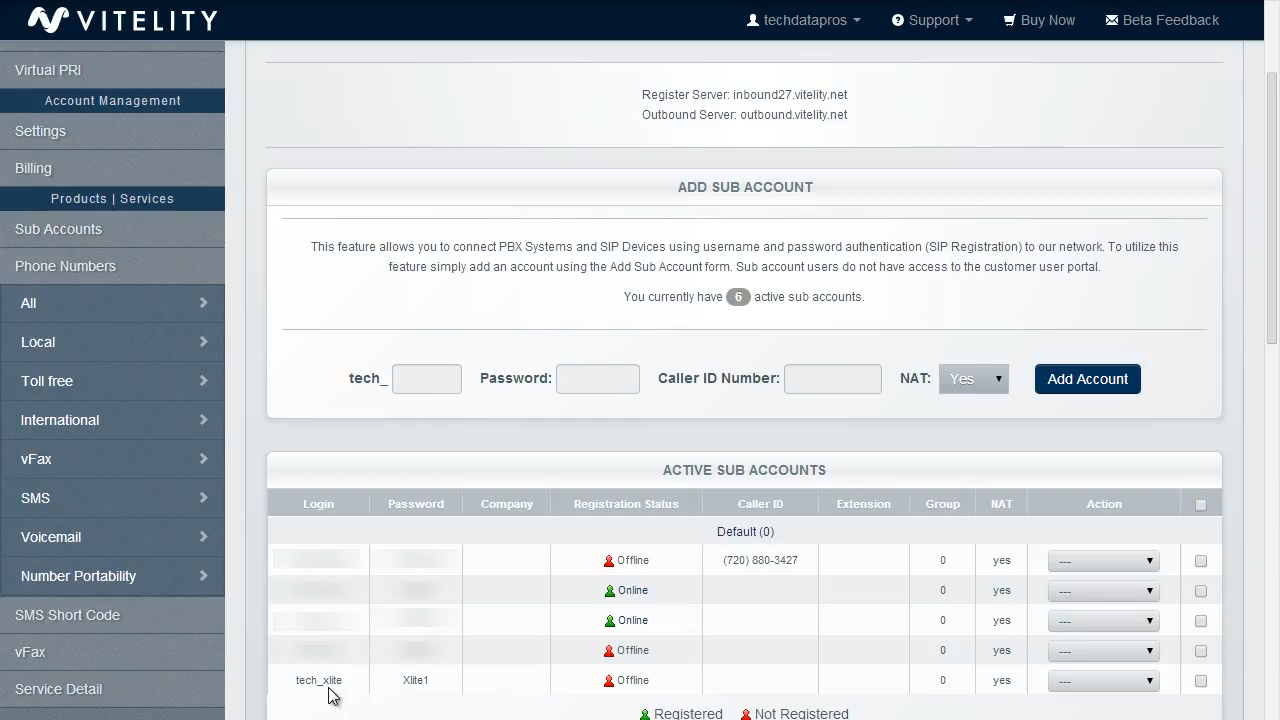 VITELITY
techdatapros Support Buy Now Beta Feedback
Virtual PRI
Account Management
Settings
Billing
Products | Services
Sub Accounts
Phone Numbers
All
Local
Toll free
International
vFax
SMS
Voicemail
Number Portability
SMS Short Code
vFax
Service Detail
Register Server: inbound27.vitelity.net
Outbound Server: outbound.vitelity.net
ADD SUB ACCOUNT
This feature allows you to connect PBX Systems and SIP Devices using username and password authentication (SIP Registration) to our network. To utilize this
feature simply add an account using the Add Sub Account form. Sub account users do not have access to the customer user portal.
You currently have 6 active sub accounts.
tech_ Password: Caller ID Number: NAT: Yes Add Account
ACTIVE SUB ACCOUNTS
Login Password Company Registration Status Caller ID Extension Group NAT Action
Default (0)
Offline (720) 880-3427 0 yes ---
Online 0 yes ---
Online 0 yes ---
Offline 0 yes ---
tech_xlite Xlite1 Offline 0 yes ---
Registered Not Registered